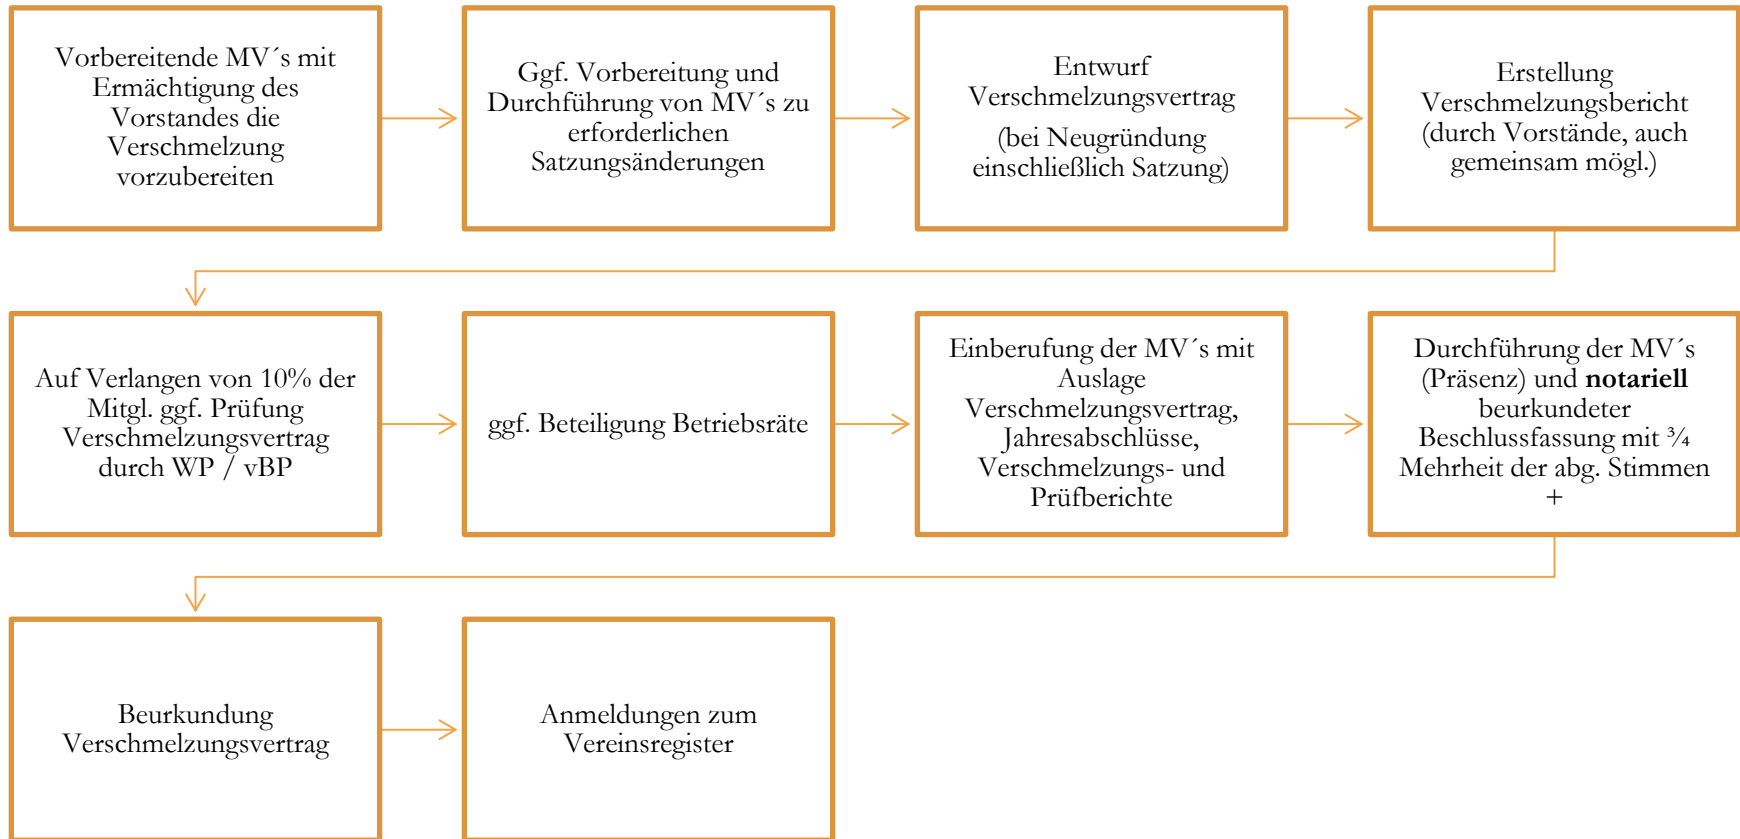 Vorbereitende MV´s mit
Ermächtigung des
Vorstandes die
Verschmelzung
vorzubereiten
Ggf. Vorbereitung und
Durchführung von MV´s zu
erforderlichen
Satzungsänderungen
Entwurf
Verschmelzungsvertrag
(bei Neugründung
einschließlich Satzung)
Erstellung
Verschmelzungsbericht
(durch Vorstände, auch
gemeinsam mögl.)
Auf Verlangen von 10% der
Mitgl. ggf. Prüfung
Verschmelzungsvertrag
durch WP / vBP
ggf. Beteiligung Betriebsräte
Einberufung der MV´s mit
Auslage
Verschmelzungsvertrag,
Jahresabschlüsse,
Verschmelzungs- und
Prüfberichte
Durchführung der MV´s
(Präsenz) und notariell
beurkundeter
Beschlussfassung mit ¾
Mehrheit der abg. Stimmen
+
Beurkundung
Verschmelzungsvertrag
Anmeldungen zum
Vereinsregister